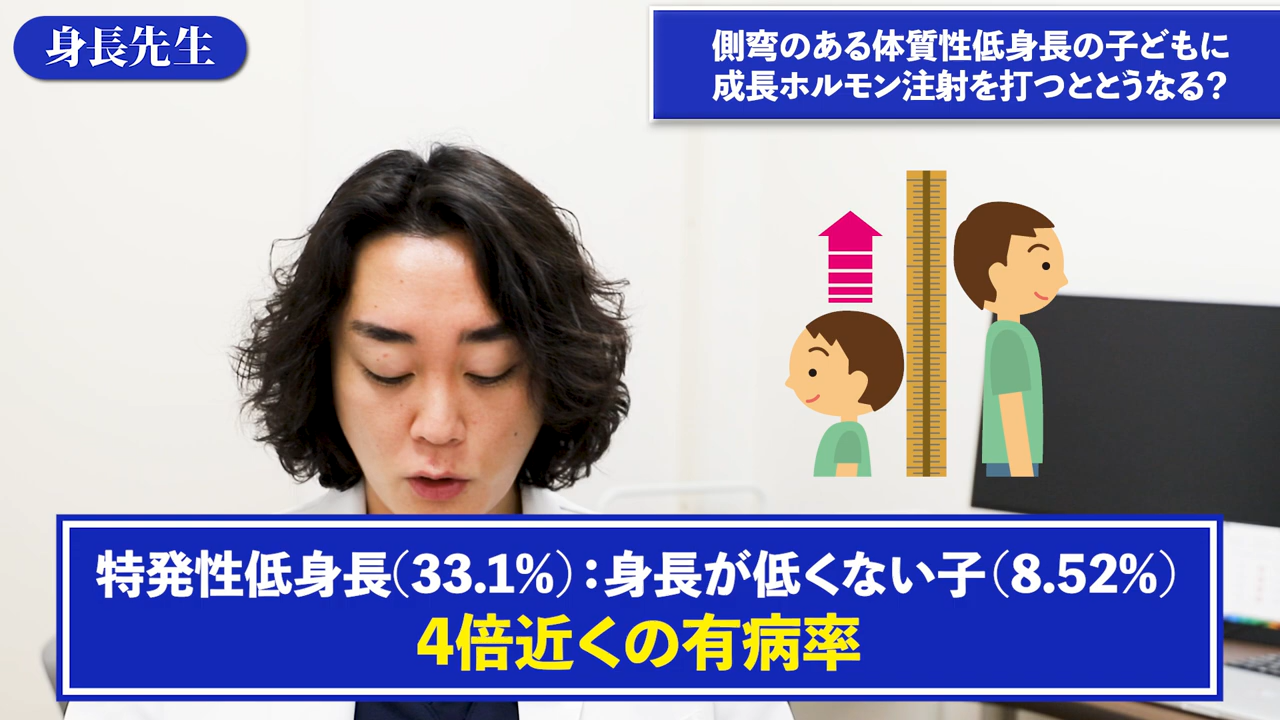 身長先生
側弯のある体質性低身長の子どもに
成長ホルモン注射を打つととうなる？
特発性低身長（33.1%）：身長が低くない子（8.52%）
4倍近くの有病率